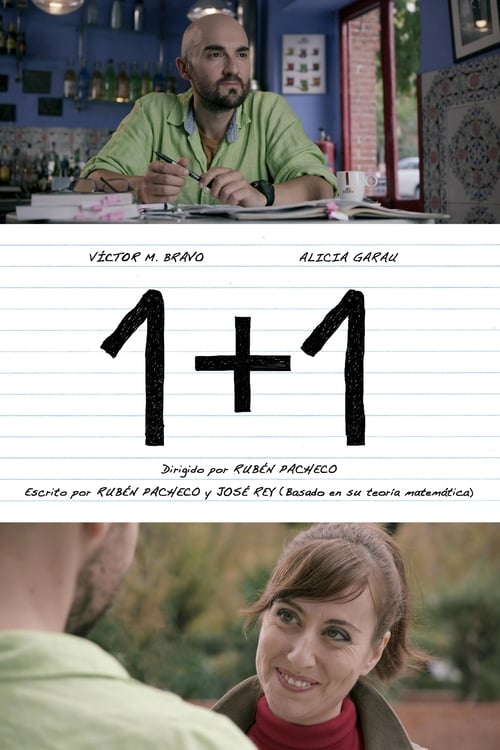 VÍCTOR M. BRAVO
ALICIA GARAU
1+1
Dirigido por RUBÉN PACHECO
Escrito por RUBÉN PACHECO y JOSÉ REY (Basado en su teoría matemática)